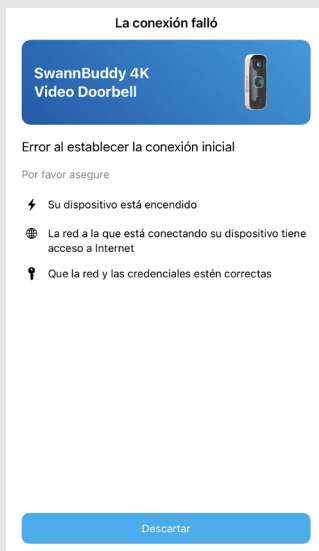 La conexión falló
SwannBuddy 4K
Video Doorbell
Error al establecer la conexión inicial
Por favor asegure
Su dispositivo está encendido
La red a la que está conectando su dispositivo tiene
acceso a Internet
Que la red y las credenciales estén correctas
Descartar